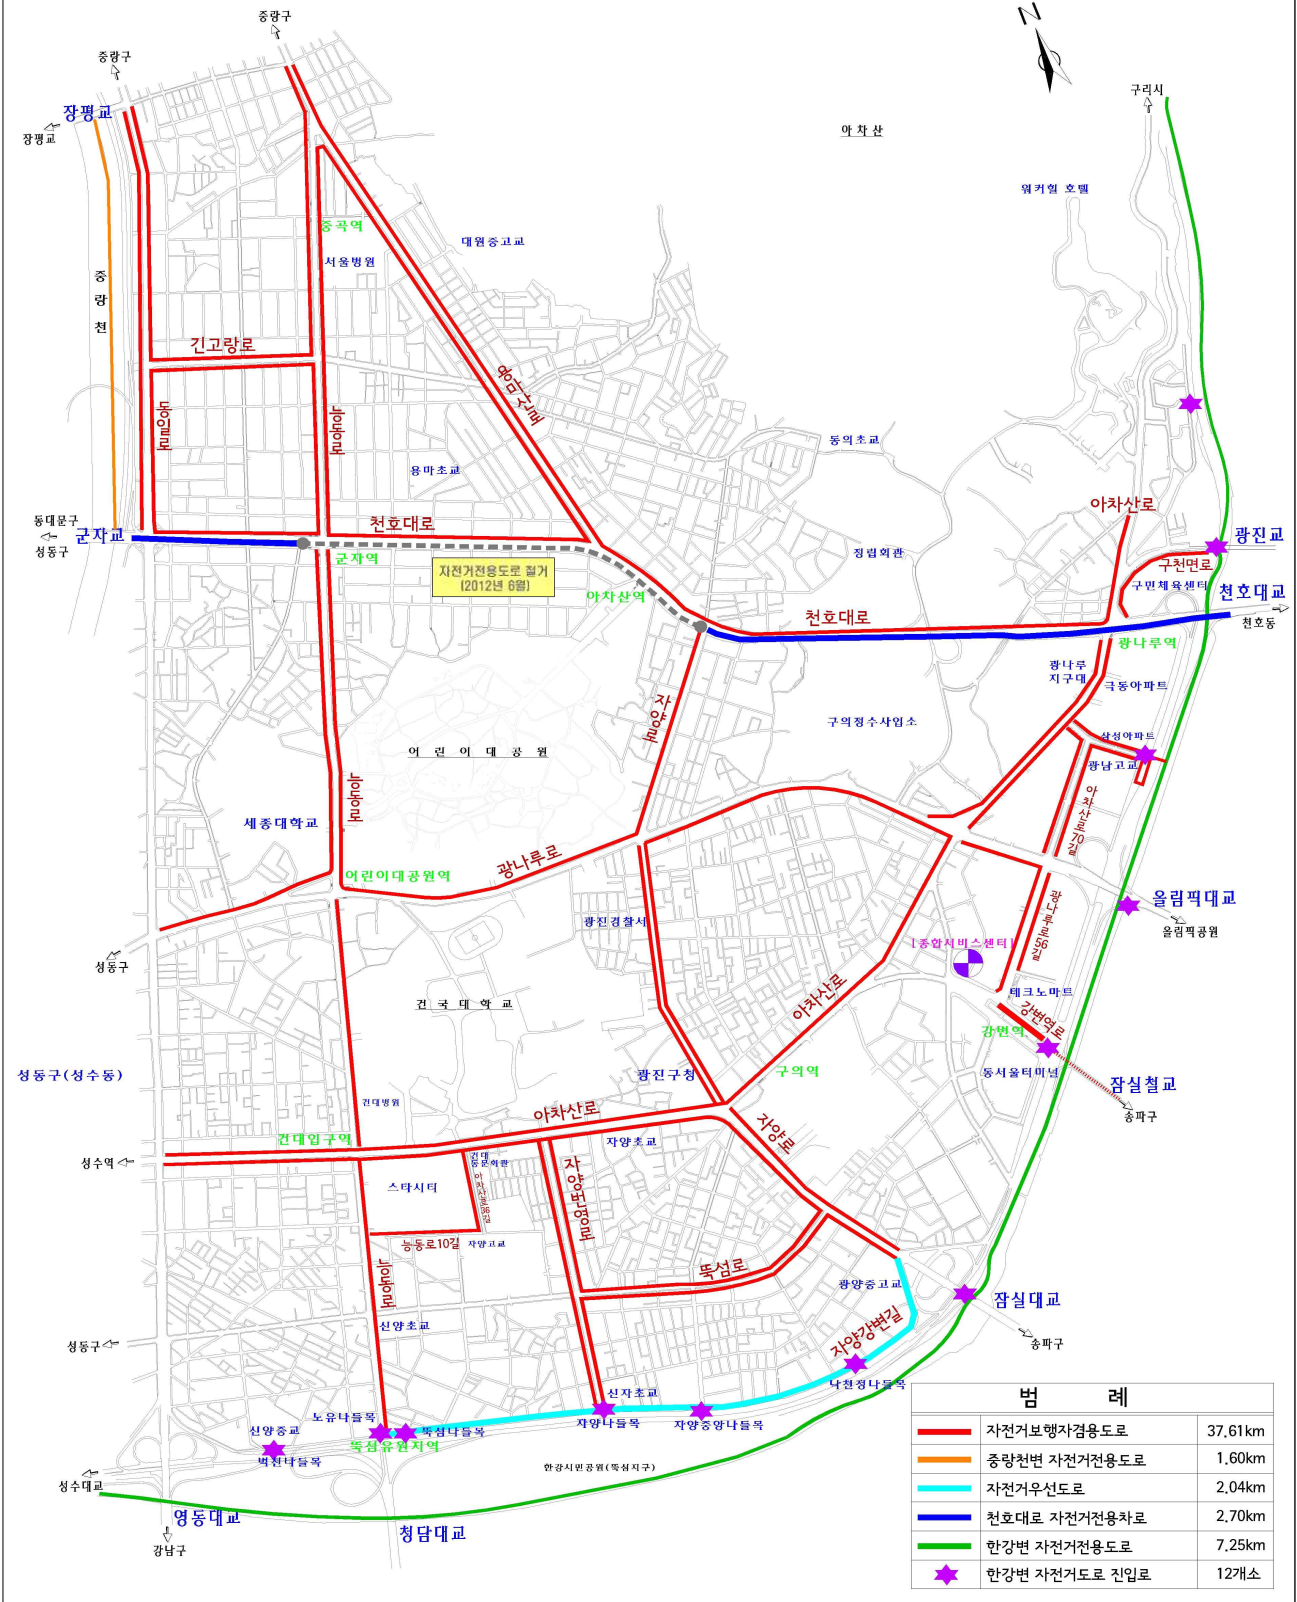 중랑구
N
중랑구
구리시
장평교
장평교
아 차 산
워커힐 호텔
중곡역
대원중고교
서울병원
중
랑
천
긴고랑로
용마산로
동일로
능동로
동의초교
용마초교
아차산로
동대문구
천호대로
군자교
성동구
광진교
군자역
정림회관
구천면로
자전거전용도로 철거
(2012년 6월)
구민체육센터
아차산역
천호대교
천호대로
천호동
광나루역
광나루
지구대
극동아파트
자양로
구의정수사업소
삼성아파트
어 린 이 대 공 원
광남고교
능동로
아차산로70길
세종대학교
광나루로
어린이대공원역
올림픽대교
광진경찰서
광나루로56길
올림픽공원
[종합서비스센터]
성동구
테크노마트
건 국 대 학 교
아차산로
강변역로
강변역
성동구(성수동)
광진구청
구의역
동서울터미널
잠실철교
건대병원
아차산로
송파구
자양로
건대입구역
자양초교
성수역
건대
동문회관
자양번영로
스타시티
아차산로36길
능동로10길
자양고교
뚝섬로
능동로
광양중고교
잠실대교
신양초교
자양강변길
성동구
송파구
낙천정나들목
신자초교
노유나들목
신양중교
자양나들목
자양중앙나들목
뚝섬나들목
뚝섬유원지역
벽천나들목
한강시민공원(뚝섬지구)
성수대교
영동대교
청담대교
강남구
범 례
자전거보행자겸용도로 37.61km
중랑천변 자전거전용도로 1.60km
자전거우선도로 2.04km
천호대로 자전거전용차로 2.70km
한강변 자전거전용도로 7.25km
한강변 자전거도로 진입로 12개소